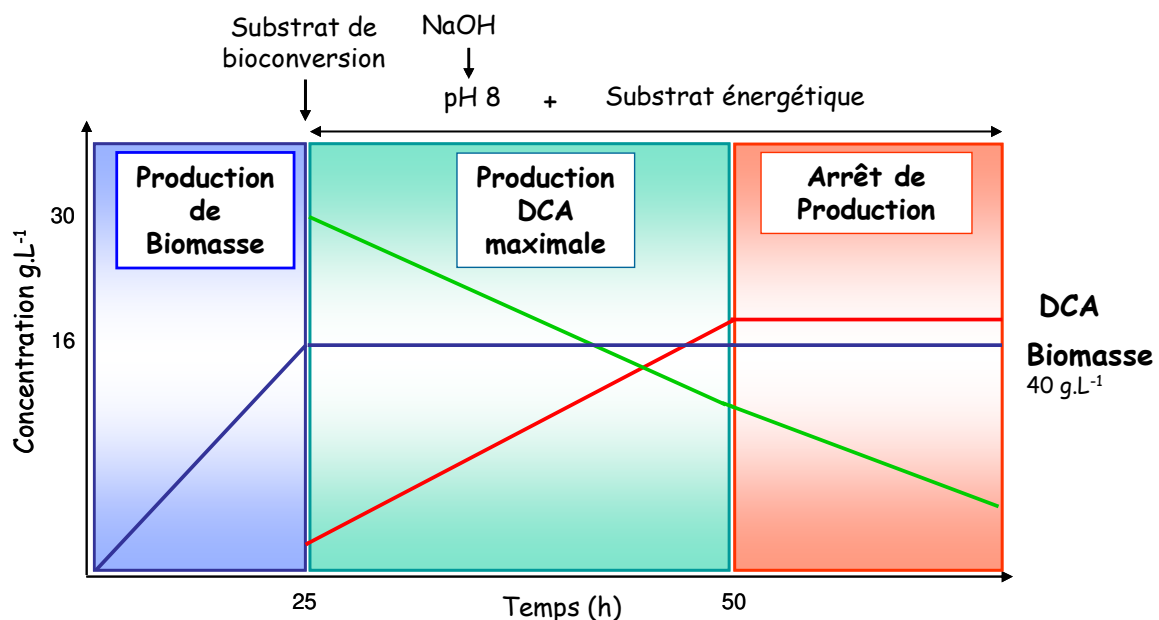 Substrat de
bioconversion
NaOH
pH 8 + Substrat énergétique
Production
de
Biomasse
Production
DCA
maximale
Arrêt de
Production
Concentration g.L-1
30
16
DCA
Biomasse
40 g.L-1
25
Temps (h)
50